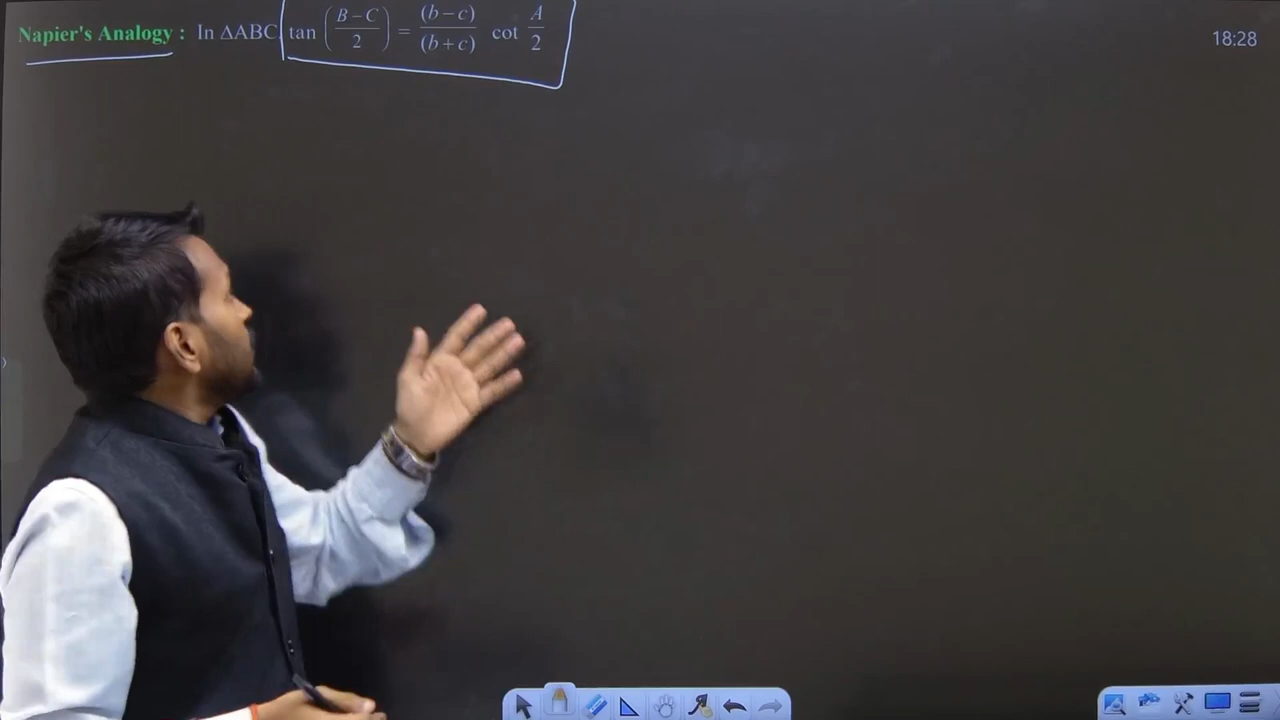 Napier's Analogy : In ΔABC tan ((B−C)/2) = (b−c)/(b+c) cot A/2
18:28